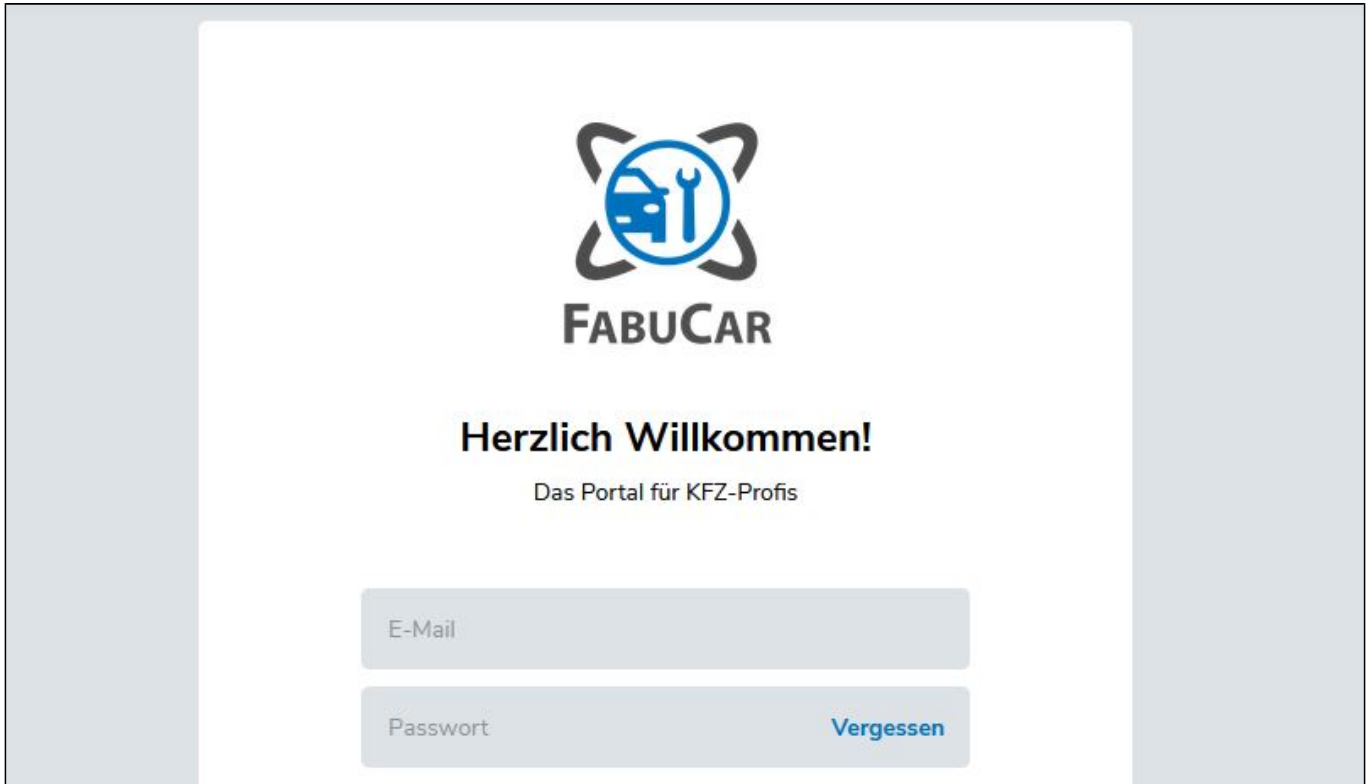 FABUCAR
Herzlich Willkommen!
Das Portal für KFZ-Profis
E-Mail
Passwort
Vergessen